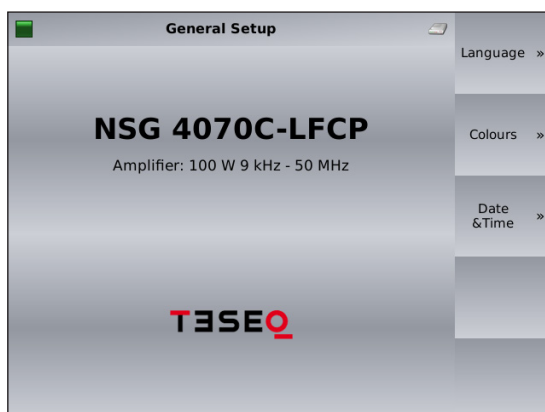 General Setup
NSG 4070C-LFCP
Amplifier: 100 W 9 kHz - 50 MHz
TESEQ
Language »
Colours »
Date
&Time »